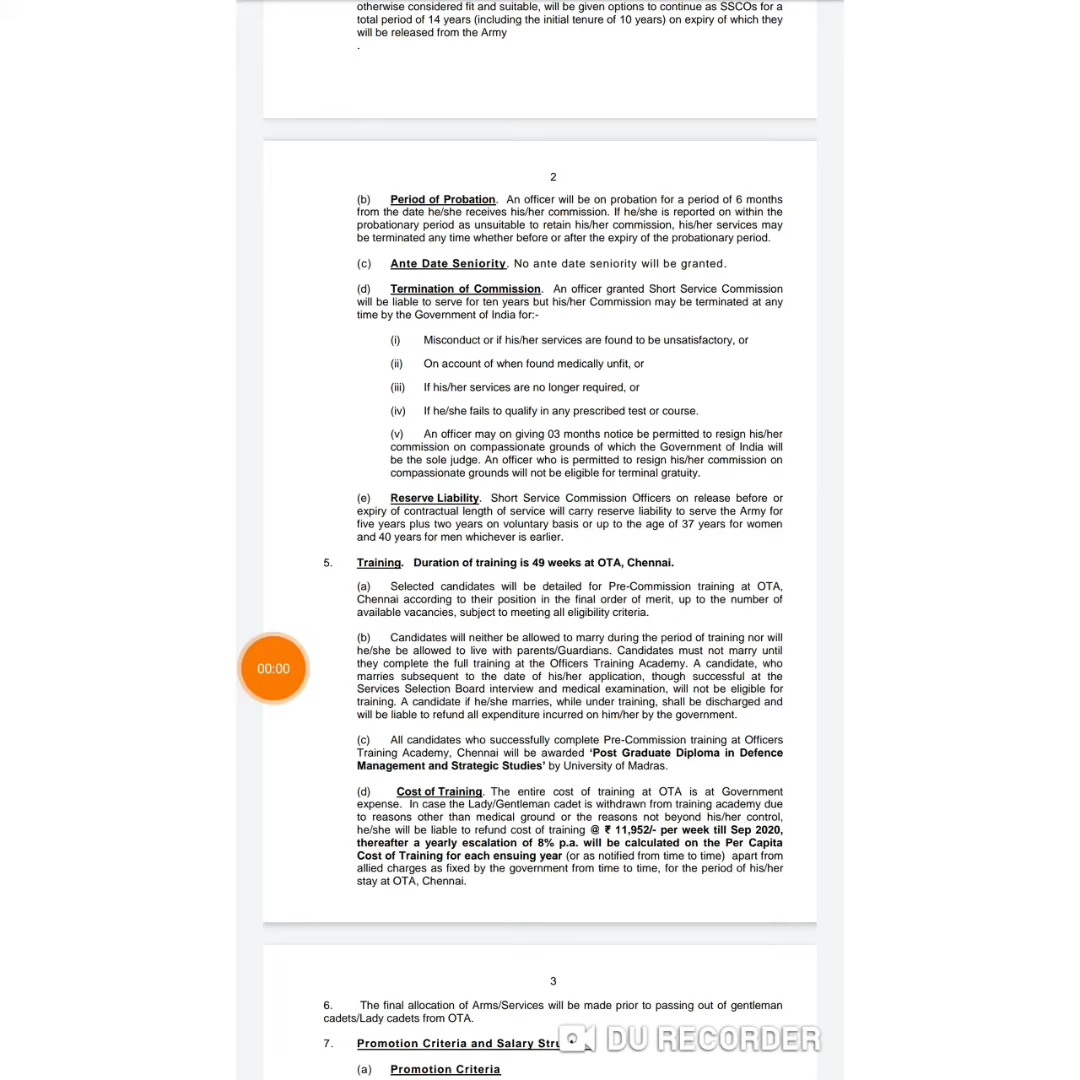 otherwise considered fit and suitable, will be given options to continue as SSCOs for a
total period of 14 years (including the initial tenure of 10 years) on expiry of which they
will be released from the Army
.
2
(b) Period of Probation. An officer will be on probation for a period of 6 months
from the date he/she receives his/her commission. If he/she is reported on within the
probationary period as unsuitable to retain his/her commission, his/her services may
be terminated any time whether before or after the expiry of the probationary period.
(c) Ante Date Seniority. No ante date seniority will be granted.
(d) Termination of Commission. An officer granted Short Service Commission
will be liable to serve for ten years but his/her Commission may be terminated at any
time by the Government of India for:-
(i) Misconduct or if his/her services are found to be unsatisfactory, or
(ii) On account of when found medically unfit, or
(iii) If his/her services are no longer required, or
(iv) If he/she fails to qualify in any prescribed test or course.
(v) An officer may on giving 03 months notice be permitted to resign his/her
commission on compassionate grounds of which the Government of India will
be the sole judge. An officer who is permitted to resign his/her commission on
compassionate grounds will not be eligible for terminal gratuity.
(e) Reserve Liability. Short Service Commission Officers on release before or
expiry of contractual length of service will carry reserve liability to serve the Army for
five years plus two years on voluntary basis or up to the age of 37 years for women
and 40 years for men whichever is earlier.
5. Training. Duration of training is 49 weeks at OTA, Chennai.
(a) Selected candidates will be detailed for Pre-Commission training at OTA,
Chennai according to their position in the final order of merit, up to the number of
available vacancies, subject to meeting all eligibility criteria.
(b) Candidates will neither be allowed to marry during the period of training nor will
he/she be allowed to live with parents/Guardians. Candidates must not marry until
they complete the full training at the Officers Training Academy. A candidate, who
marries subsequent to the date of his/her application, though successful at the
Services Selection Board interview and medical examination, will not be eligible for
training. A candidate if he/she marries, while under training, shall be discharged and
will be liable to refund all expenditure incurred on him/her by the government.
00:00
(c) All candidates who successfully complete Pre-Commission training at Officers
Training Academy, Chennai will be awarded ‘Post Graduate Diploma in Defence
Management and Strategic Studies’ by University of Madras.
(d) Cost of Training. The entire cost of training at OTA is at Government
expense. In case the Lady/Gentleman cadet is withdrawn from training academy due
to reasons other than medical ground or the reasons not beyond his/her control,
he/she will be liable to refund cost of training @ ₹ 11,952/- per week till Sep 2020,
thereafter a yearly escalation of 8% p.a. will be calculated on the Per Capita
Cost of Training for each ensuing year (or as notified from time to time) apart from
allied charges as fixed by the government from time to time, for the period of his/her
stay at OTA, Chennai.
3
6. The final allocation of Arms/Services will be made prior to passing out of gentleman
cadets/Lady cadets from OTA.
7. Promotion Criteria and Salary
DU RECORDER
(a) Promotion Criteria